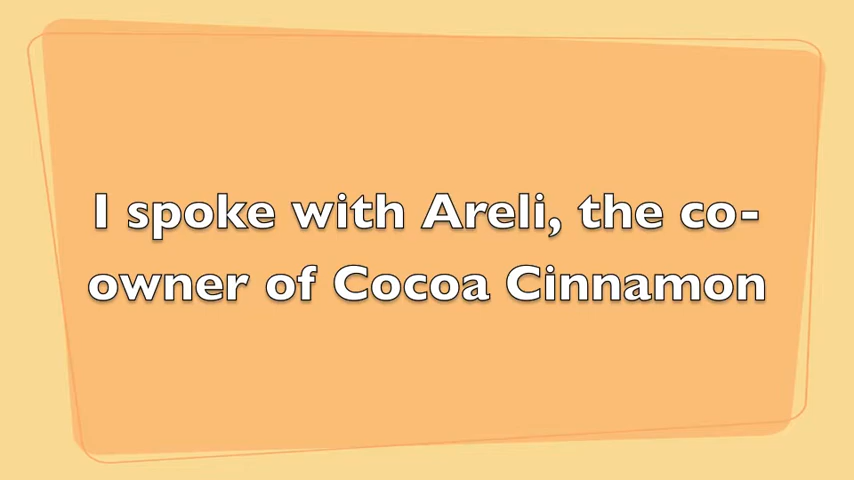 I spoke with Areli, the co-
owner of Cocoa Cinnamon